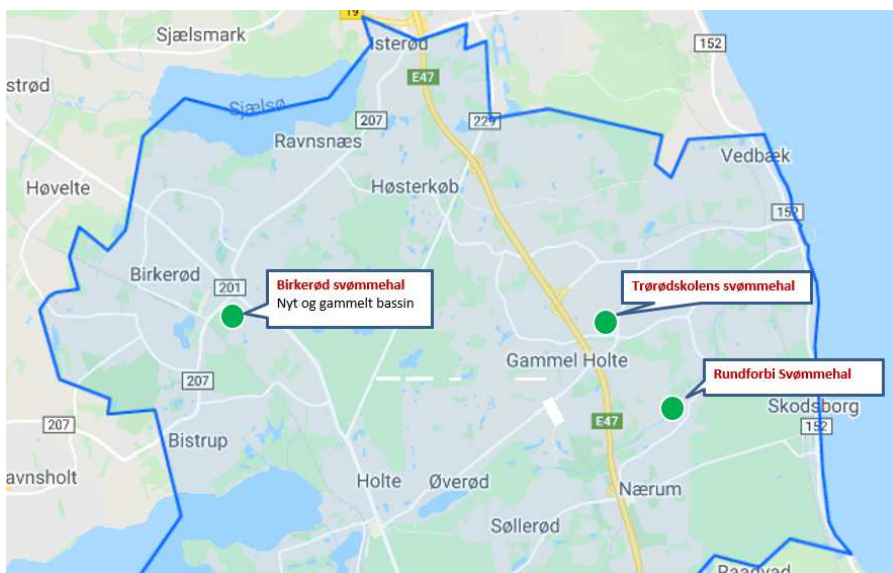 19
Sjælsmark
Isterød
152
E47
strød
Sjælsø
207
229
Ravnsnæs
Vedbæk
Høvelte
Høsterkøb
152
Birkerød
201
Birkerød svømmehal
Nyt og gammelt bassin
Trørødskolens svømmehal
Gammel Holte
Rundforbi Svømmehal
207
Skodsborg
207
E47
152
Bistrup
avnsholt
Holte
Øverød
Nærum
Søllerød
Raadvad